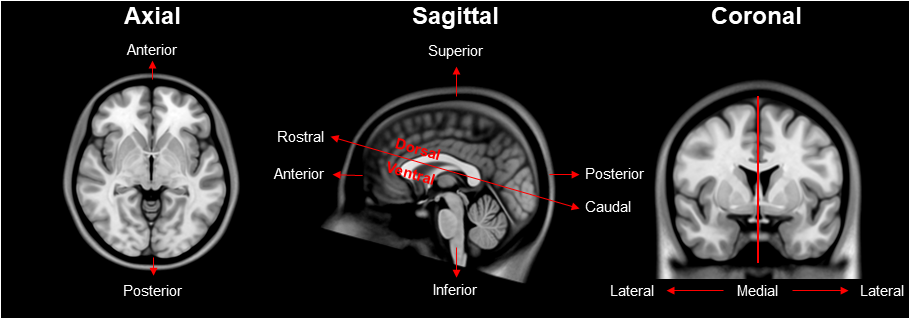 Axial
Anterior
Posterior
Sagittal
Superior
Rostral
Dorsal
Anterior
Ventral
Posterior
Caudal
Inferior
Coronal
Lateral
Medial
Lateral